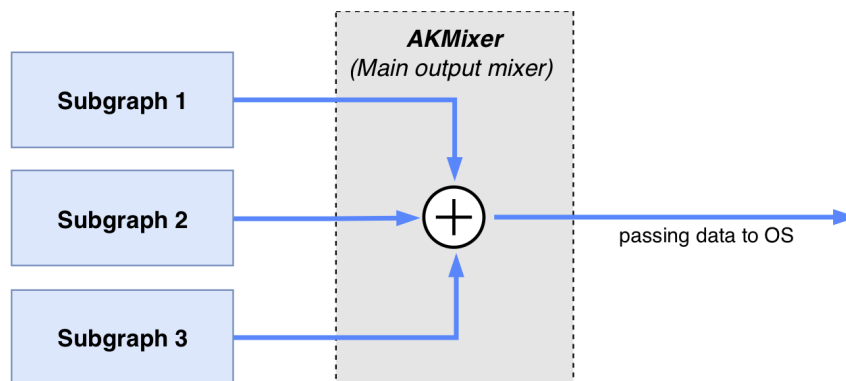 AKMixer
(Main output mixer)
Subgraph 1
Subgraph 2
passing data to OS
Subgraph 3